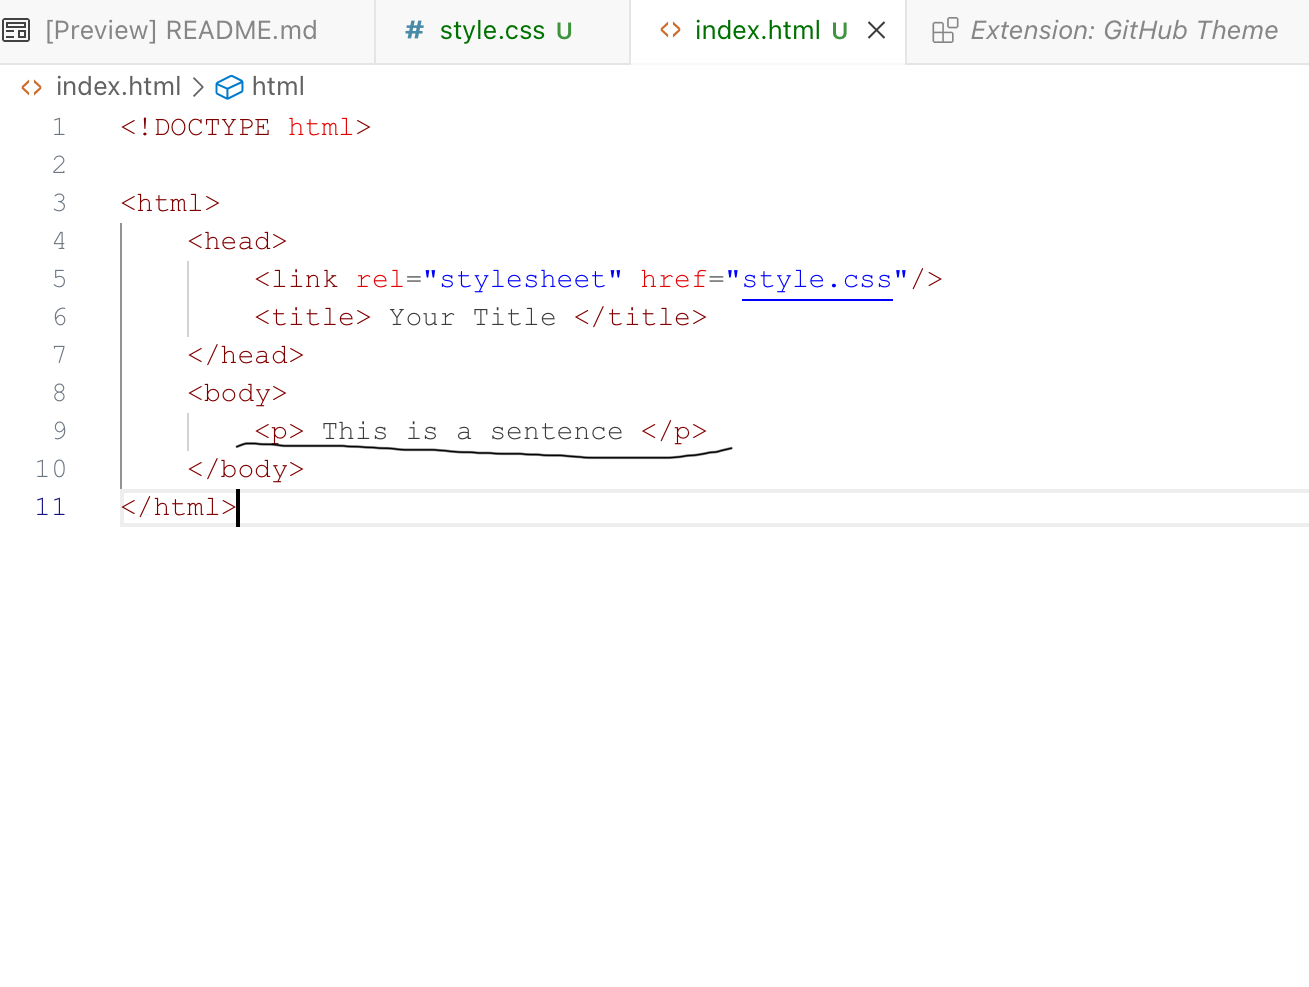 [Preview] README.md # style.css U <> index.html U × Extension: GitHub Theme
<> index.html > html
1 <!DOCTYPE html>
2
3 <html>
4 <head>
5 <link rel="stylesheet" href="style.css"/>
6 <title> Your Title </title>
7 </head>
8 <body>
9 <p> This is a sentence </p>
10 </body>
11 </html>